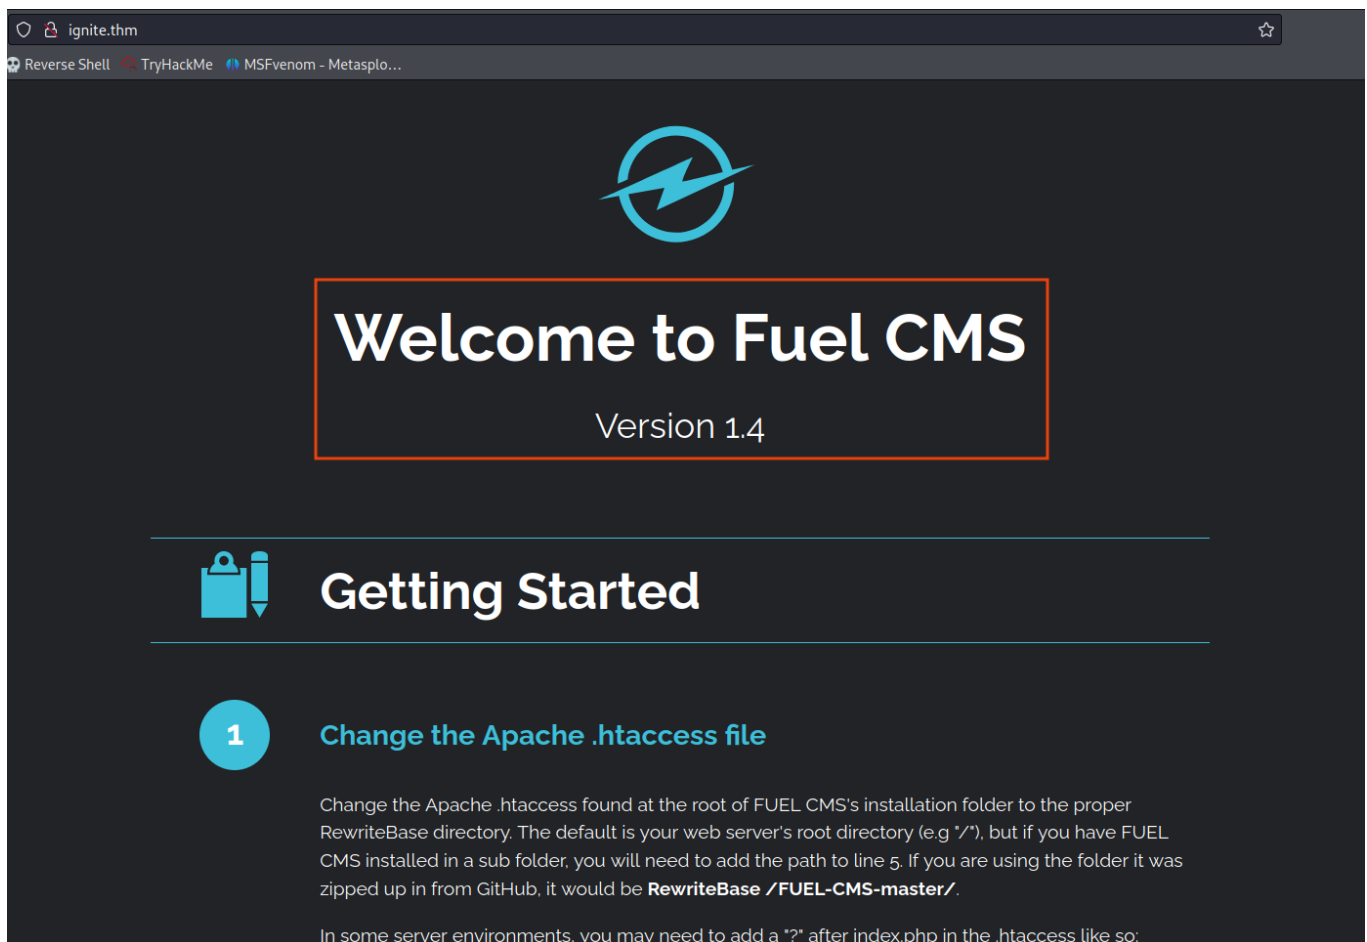 ignite.thm
Reverse Shell TryHackMe MSFvenom - Metasplo...
Welcome to Fuel CMS
Version 1.4
Getting Started
1
Change the Apache .htaccess file
Change the Apache .htaccess found at the root of FUEL CMS's installation folder to the proper
RewriteBase directory. The default is your web server's root directory (e.g "/"), but if you have FUEL
CMS installed in a sub folder, you will need to add the path to line 5. If you are using the folder it was
zipped up in from GitHub, it would be RewriteBase /FUEL-CMS-master/.
In some server environments, you may need to add a "?" after index.php in the .htaccess like so: